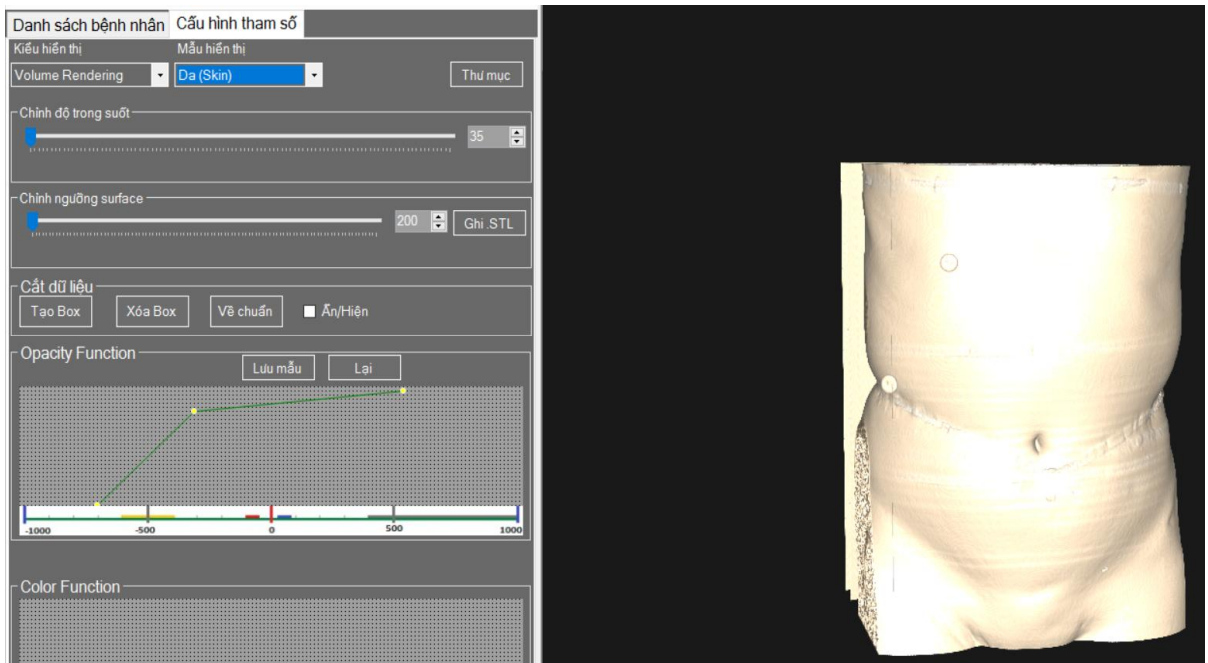 Danh sách bệnh nhân Cấu hình tham số
Kiểu hiển thị Mẫu hiển thị
Volume Rendering Da (Skin) Thư mục
Chỉnh độ trong suốt
35
Chỉnh ngưỡng surface
200 Ghi .STL
Cắt dữ liệu
Tạo Box Xóa Box Về chuẩn Ẩn/Hiện
Opacity Function
Lưu mẫu Lại
-1000 -500 0 500 1000
Color Function